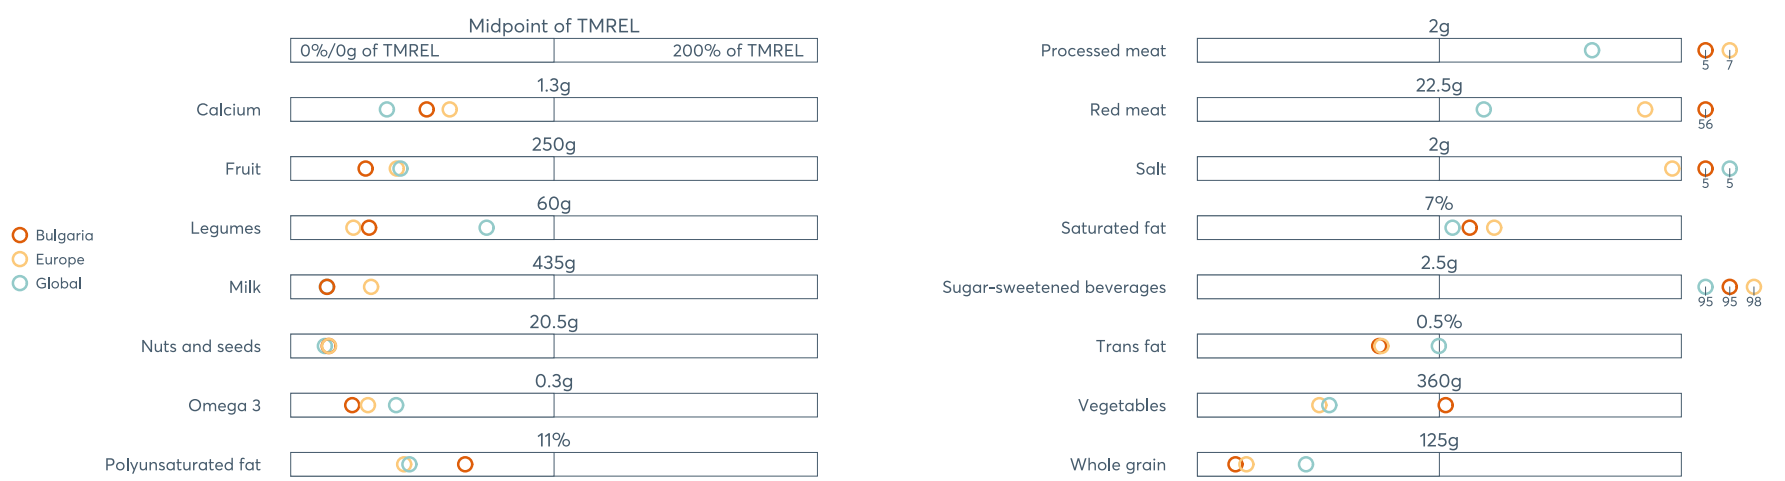 Midpoint of TMREL
0%/0g of TMREL 200% of TMREL
1.3g
Calcium
250g
Fruit
60g
Legumes
435g
Milk
20.5g
Nuts and seeds
0.3g
Omega 3
11%
Polyunsaturated fat
Bulgaria
Europe
Global
2g
Processed meat
5 7
22.5g
Red meat
56
2g
Salt
5 5
7%
Saturated fat
2.5g
Sugar-sweetened beverages
95 95 98
0.5%
Trans fat
360g
Vegetables
125g
Whole grain